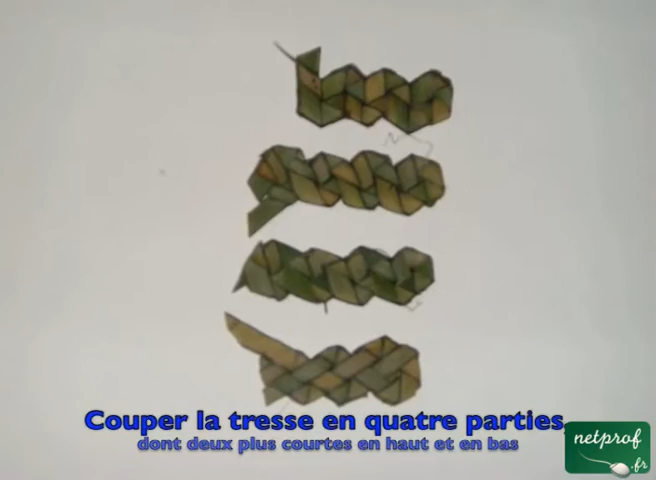 Couper la tresse en quatre parties,
dont deux plus courtes en haut et en bas
netprof
.fr